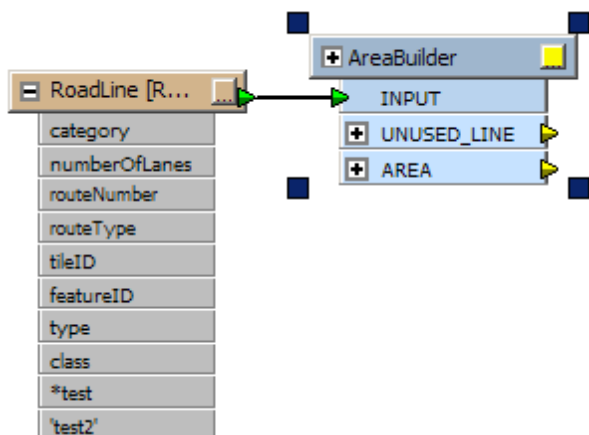 AreaBuilder
RoadLine [R... ...
INPUT
UNUSED_LINE
AREA
category
numberOfLanes
routeNumber
routeType
tileID
featureID
type
class
*test
'test2'